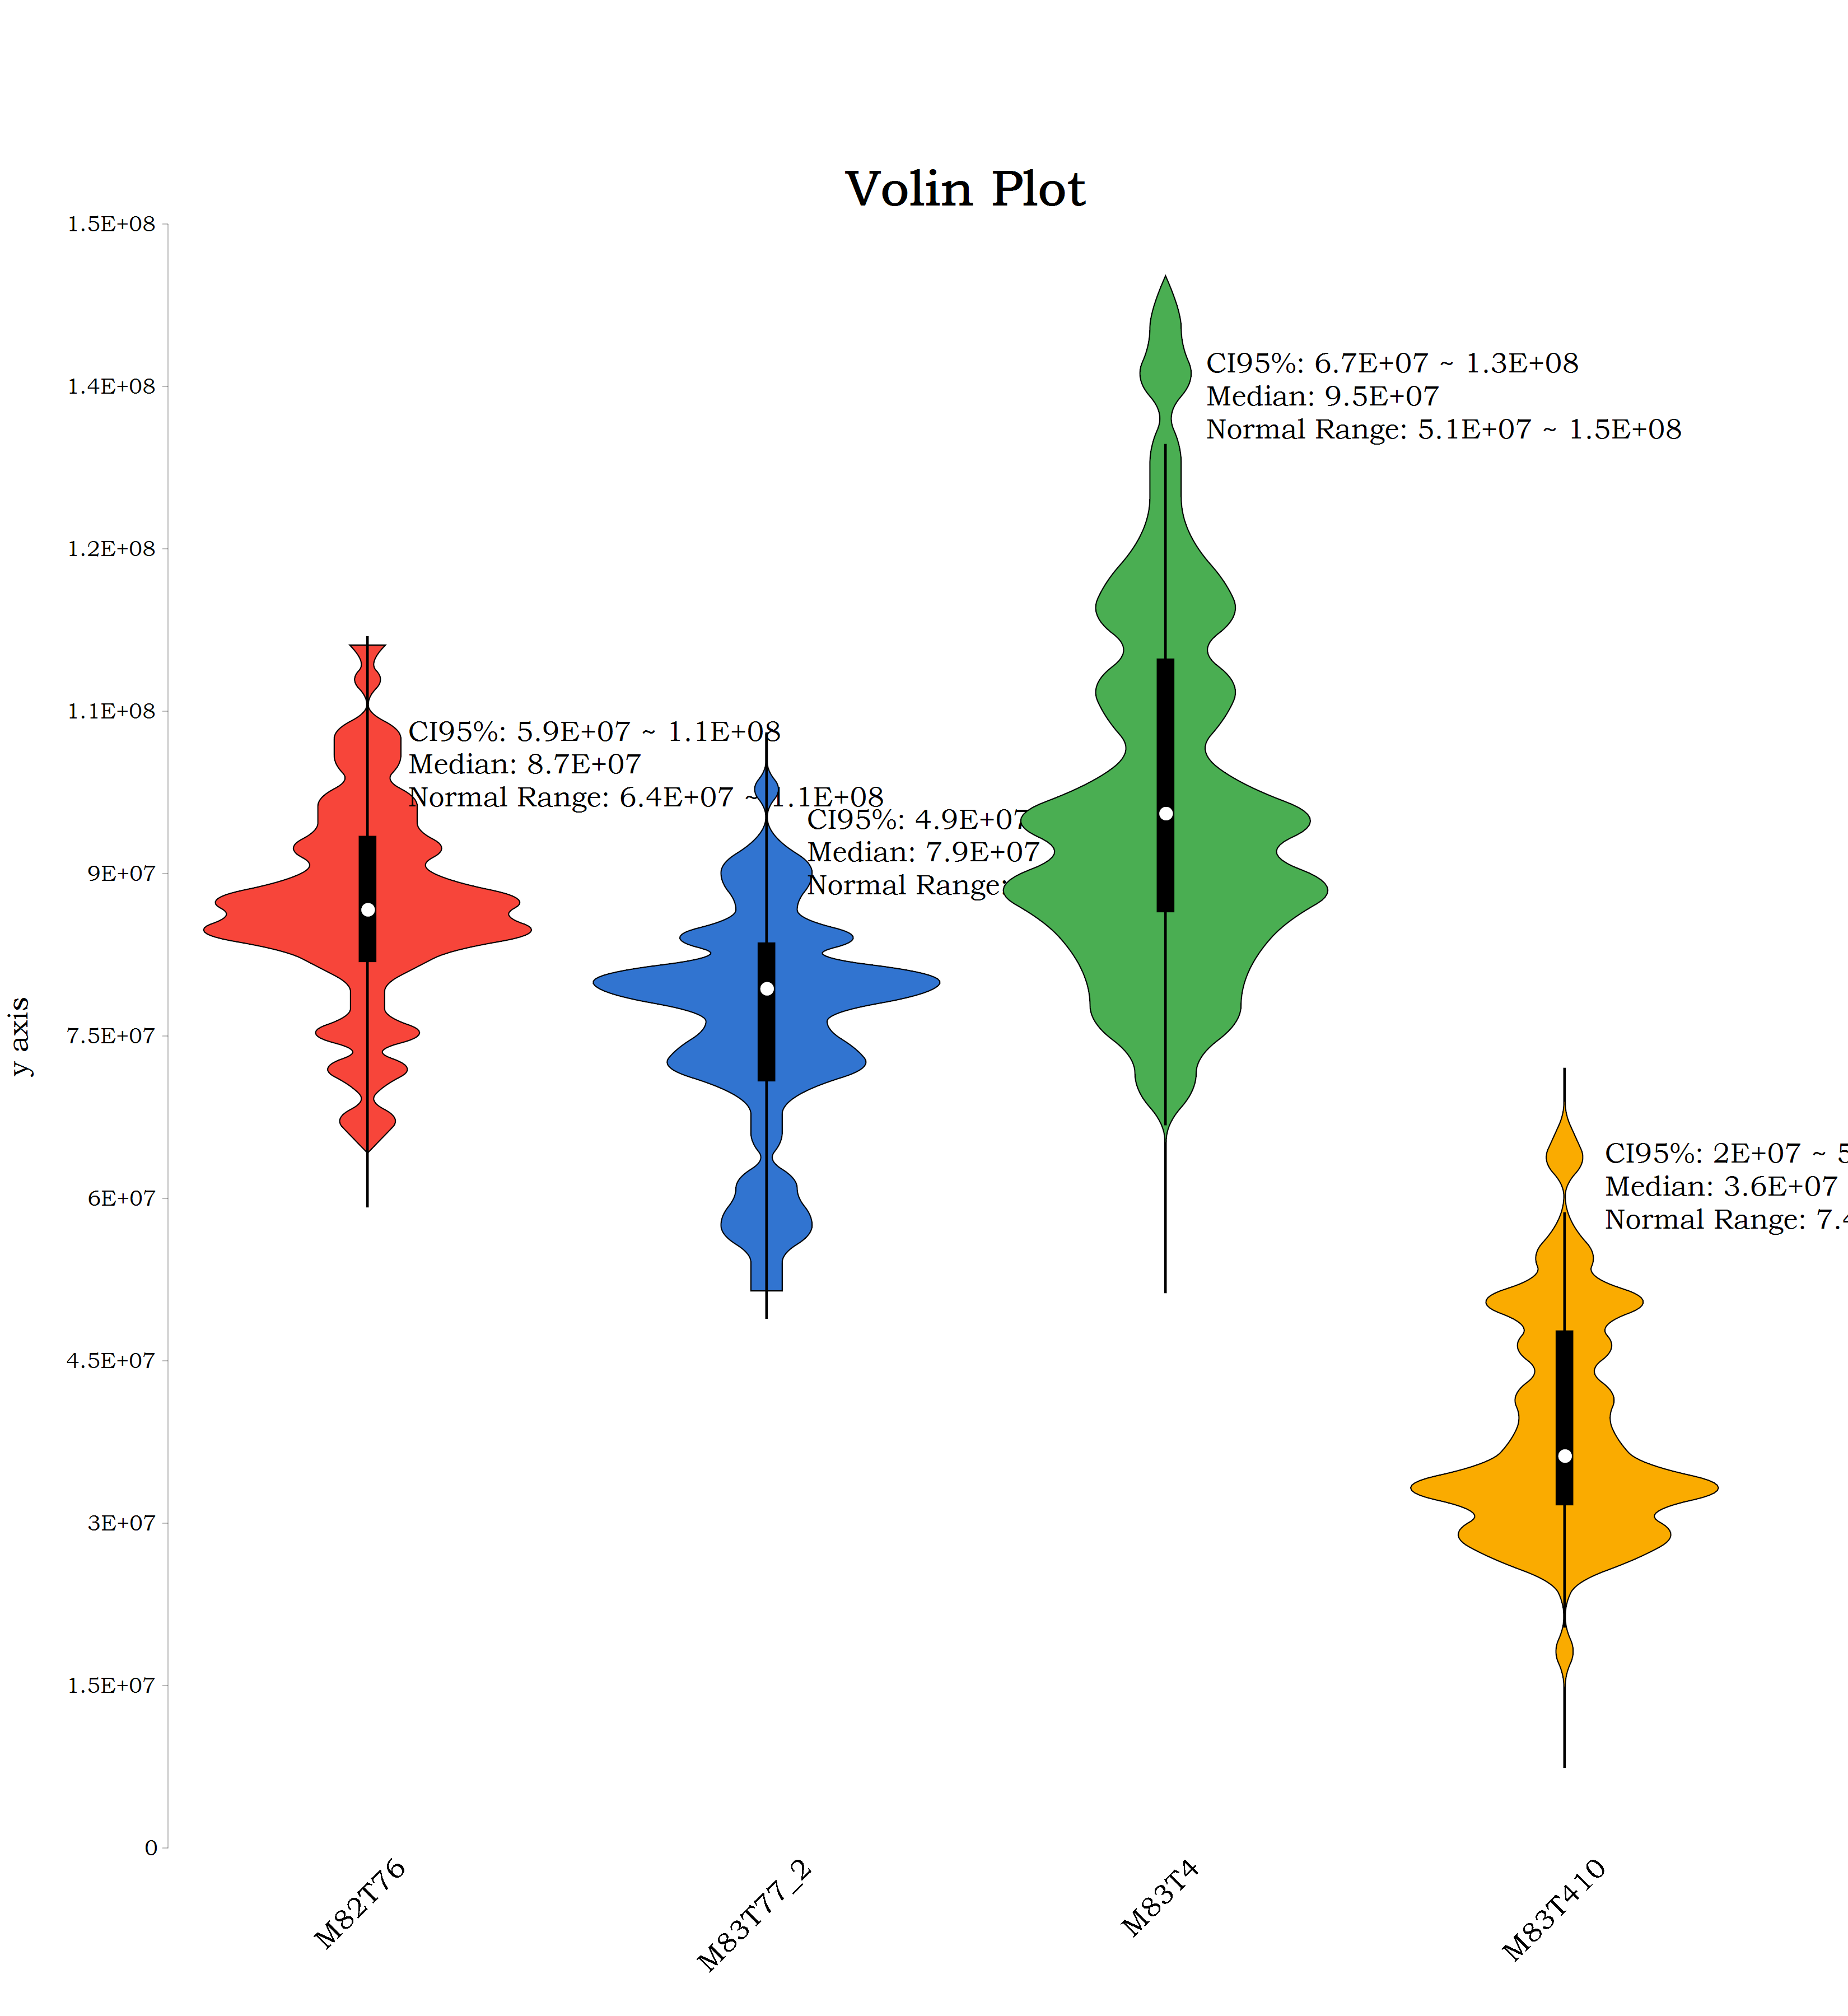 Volin Plot
1.5E+08
1.4E+08
1.2E+08
1.1E+08
9E+07
7.5E+07
6E+07
4.5E+07
3E+07
1.5E+07
0
y axis
CI95%: 5.9E+07 ~ 1.1E+08
Median: 8.7E+07
Normal Range: 6.4E+07 ~ 1.1E+08
CI95%: 4.9E+07
Median: 7.9E+07
Normal Range:
CI95%: 6.7E+07 ~ 1.3E+08
Median: 9.5E+07
Normal Range: 5.1E+07 ~ 1.5E+08
CI95%: 2E+07 ~ 5
Median: 3.6E+07
Normal Range: 7.4
M82T76
M83T77_2
M83T4
M83T410